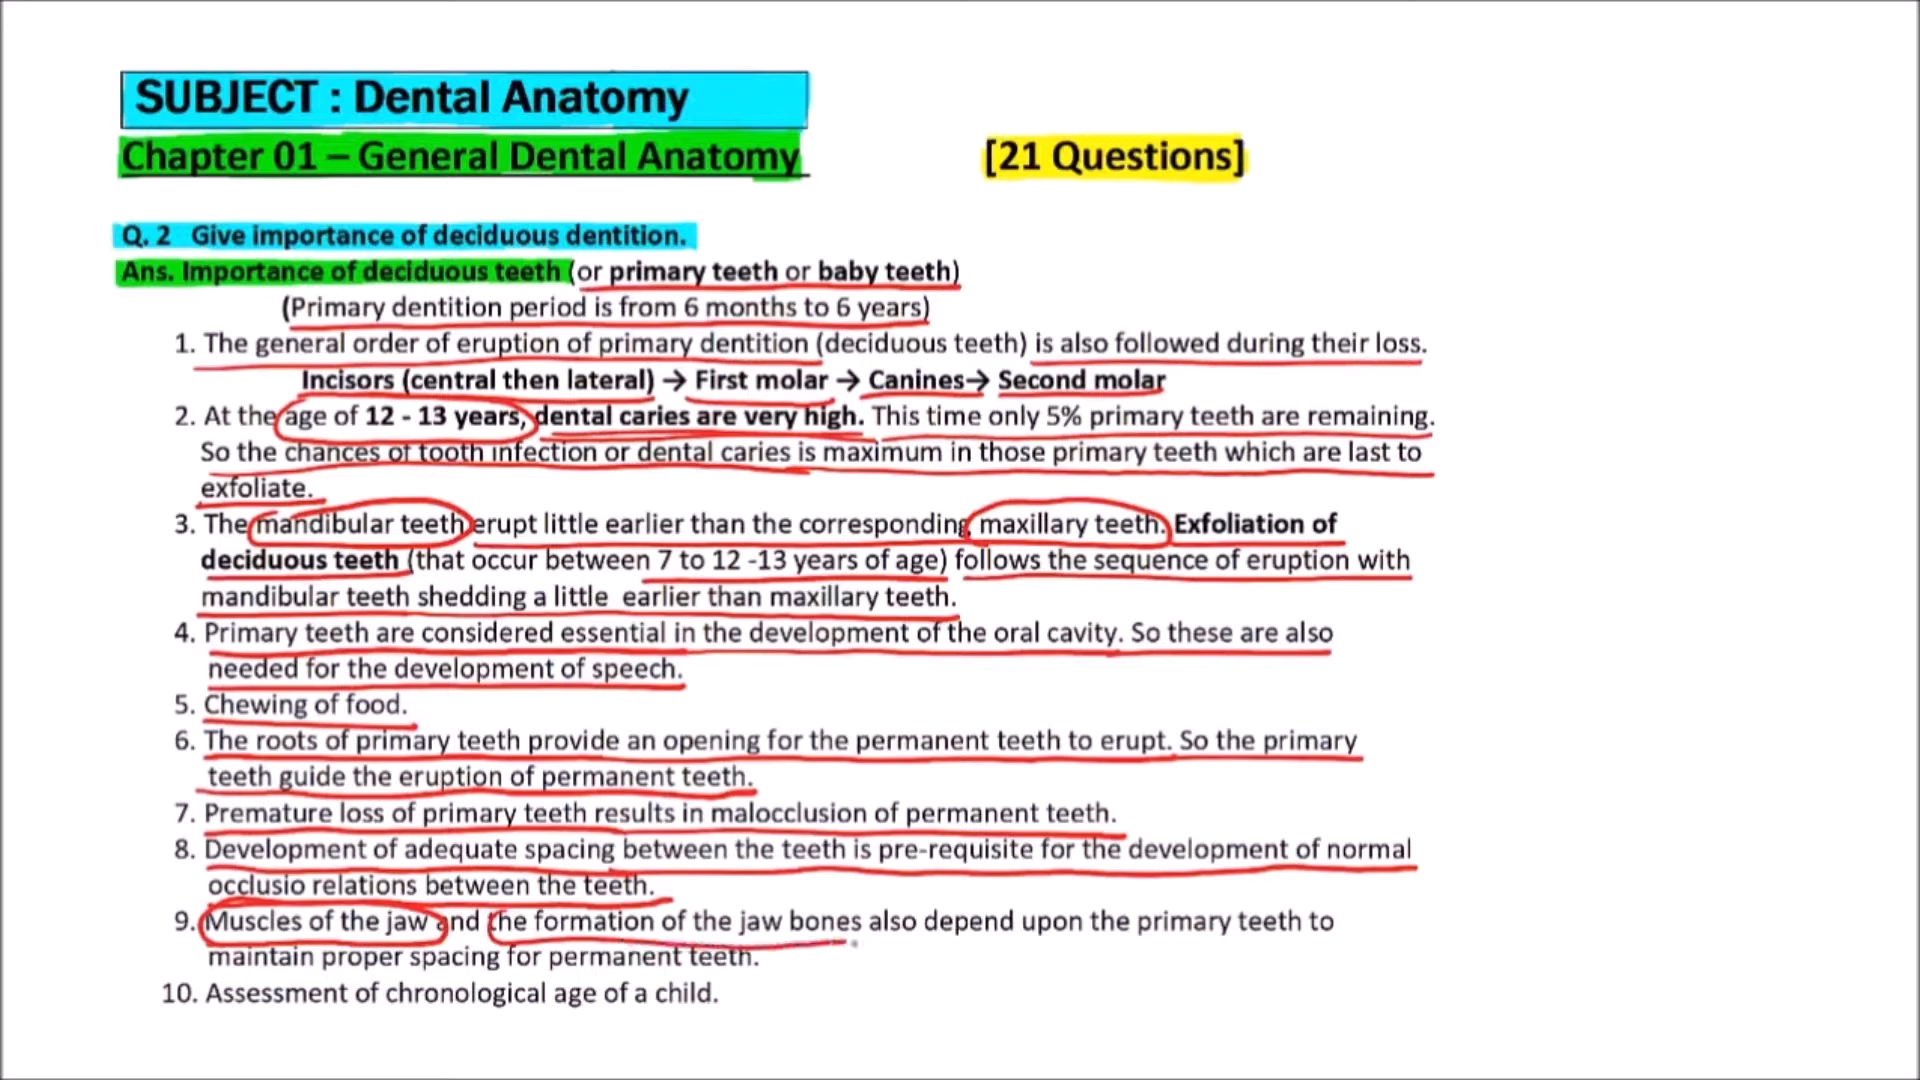 SUBJECT : Dental Anatomy
Chapter 01 – General Dental Anatomy [21 Questions]
Q. 2 Give importance of deciduous dentition.
Ans. Importance of deciduous teeth (or primary teeth or baby teeth)
(Primary dentition period is from 6 months to 6 years)
1. The general order of eruption of primary dentition (deciduous teeth) is also followed during their loss.
Incisors (central then lateral) → First molar → Canines→ Second molar
2. At the age of 12 - 13 years, dental caries are very high. This time only 5% primary teeth are remaining.
So the chances of tooth infection or dental caries is maximum in those primary teeth which are last to
exfoliate.
3. The mandibular teeth erupt little earlier than the corresponding maxillary teeth. Exfoliation of
deciduous teeth (that occur between 7 to 12 -13 years of age) follows the sequence of eruption with
mandibular teeth shedding a little earlier than maxillary teeth.
4. Primary teeth are considered essential in the development of the oral cavity. So these are also
needed for the development of speech.
5. Chewing of food.
6. The roots of primary teeth provide an opening for the permanent teeth to erupt. So the primary
teeth guide the eruption of permanent teeth.
7. Premature loss of primary teeth results in malocclusion of permanent teeth.
8. Development of adequate spacing between the teeth is pre-requisite for the development of normal
occlusio relations between the teeth.
9. Muscles of the jaw and the formation of the jaw bones also depend upon the primary teeth to
maintain proper spacing for permanent teeth.
10. Assessment of chronological age of a child.